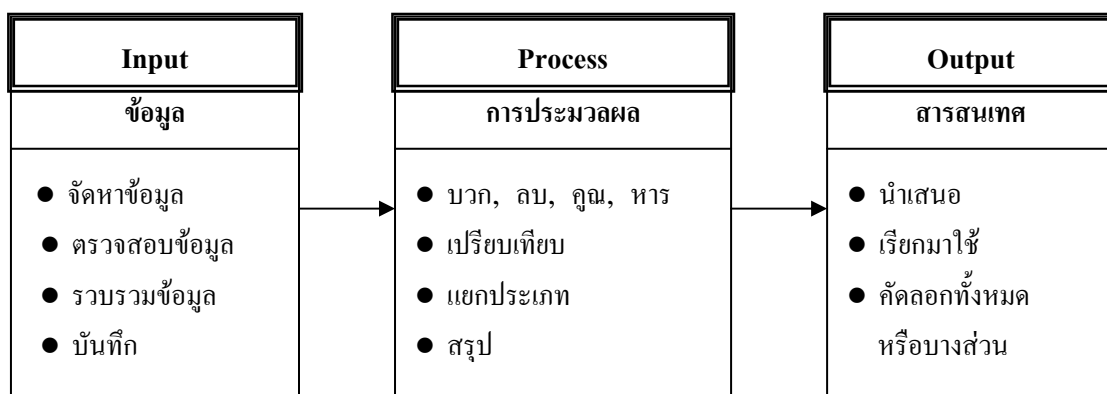 Input
ข้อมูล
● จัดหาข้อมูล
● ตรวจสอบข้อมูล
● รวบรวมข้อมูล
● บันทึก
Process
การประมวลผล
● บวก, ลบ, คูณ, หาร
● เปรียบเทียบ
● แยกประเภท
● สรุป
Output
สารสนเทศ
● นำเสนอ
● เรียกมาใช้
● คัดลอกทั้งหมด
หรือบางส่วน